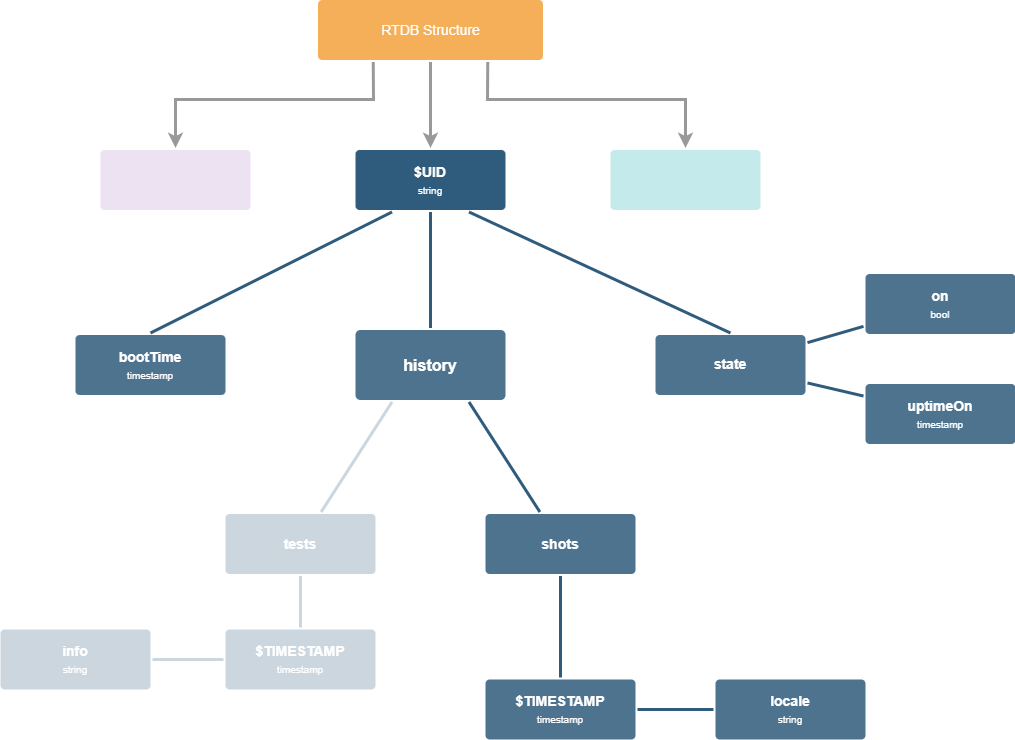 RTDB Structure
$UID
string
on
bool
bootTime
timestamp
history
state
uptimeOn
timestamp
tests
shots
info
string
$TIMESTAMP
timestamp
$TIMESTAMP
timestamp
locale
string